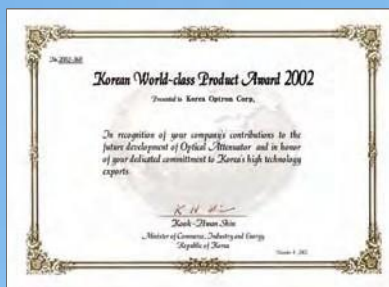 Korean World-class Product Award 2002
Presented to Korea Optron Corp.
In recognition of your company's contributions to the
future development of Optical Attenuator and in honor
of your dedicated commitment to Korea's high technology
exports
Kook-Hwan Shin
Minister of Commerce, Industry and Energy
Republic of Korea